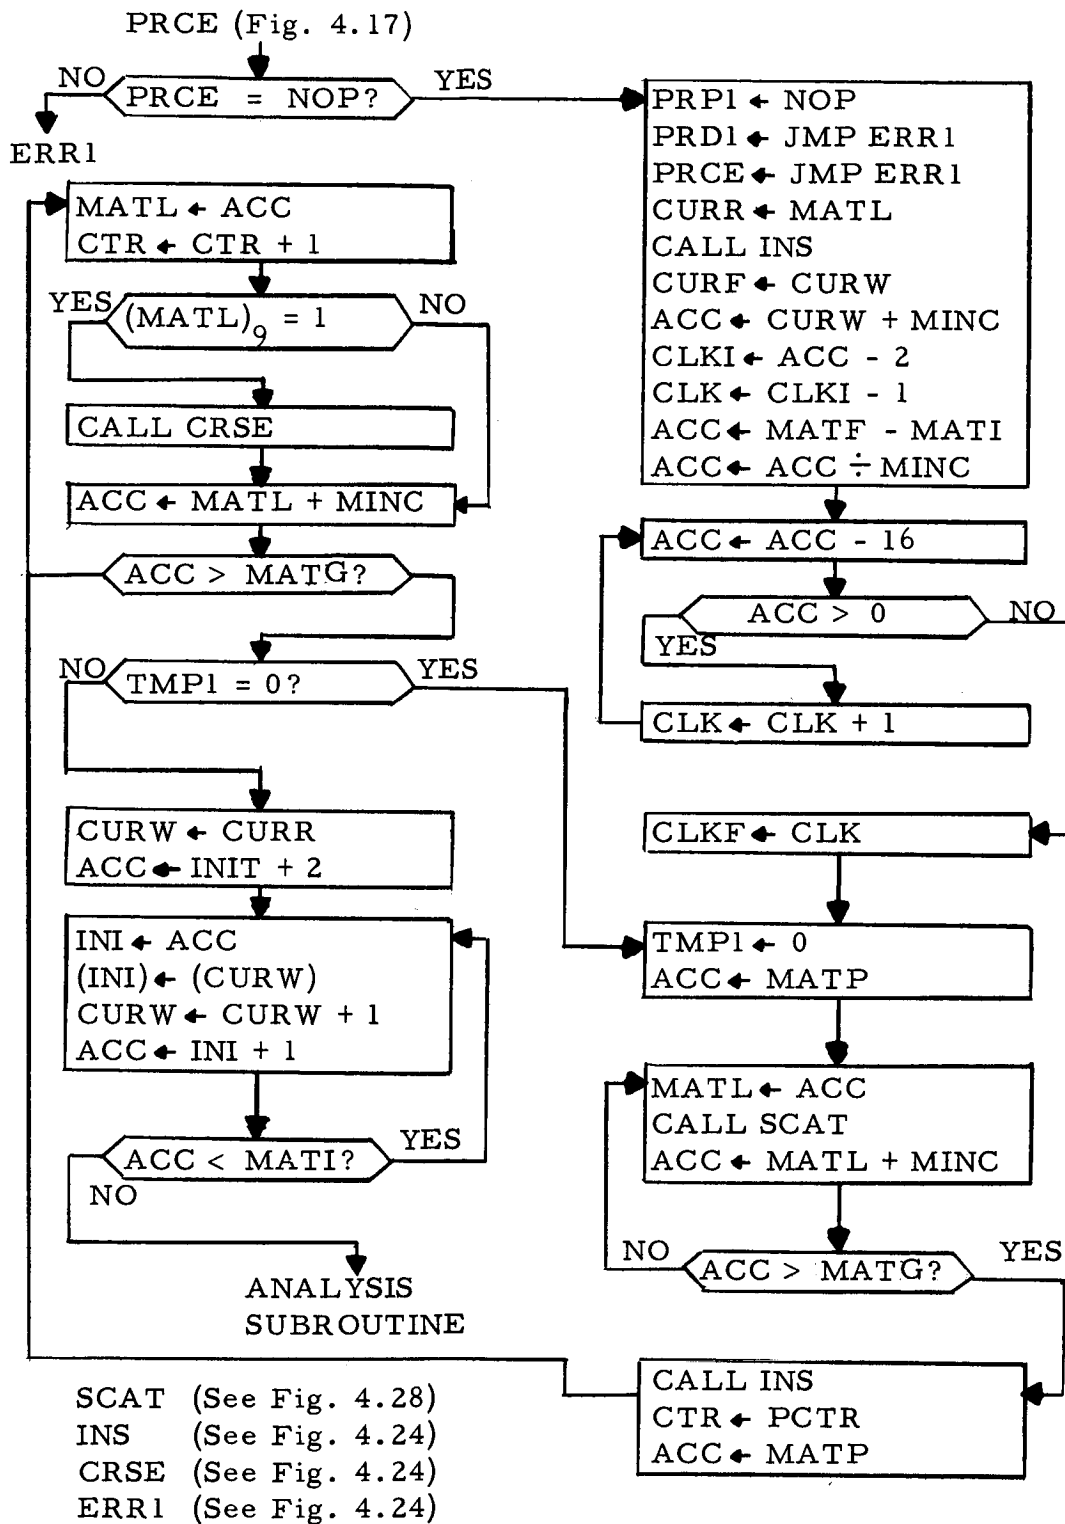 PRCE (Fig. 4.17)
NO
PRCE = NOP?
YES
ERR1
MATL ← ACC
CTR ← CTR + 1
YES
(MATL)9 = 1
NO
CALL CRSE
ACC ← MATL + MINC
ACC > MATG?
NO
TMP1 = 0?
YES
CURW ← CURR
ACC ← INIT + 2
INI ← ACC
(INI) ← (CURW)
CURW ← CURW + 1
ACC ← INI + 1
ACC < MATI?
YES
NO
ANALYSIS
SUBROUTINE
PRP1 ← NOP
PRD1 ← JMP ERR1
PRCE ← JMP ERR1
CURR ← MATL
CALL INS
CURF ← CURW
ACC ← CURW + MINC
CLKI ← ACC - 2
CLK ← CLKI - 1
ACC ← MATF - MATI
ACC ← ACC ÷ MINC
ACC ← ACC - 16
ACC > 0
NO
YES
CLK ← CLK + 1
CLKF ← CLK
TMP1 ← 0
ACC ← MATP
MATL ← ACC
CALL SCAT
ACC ← MATL + MINC
NO
ACC > MATG?
YES
CALL INS
CTR ← PCTR
ACC ← MATP
SCAT (See Fig. 4.28)
INS (See Fig. 4.24)
CRSE (See Fig. 4.24)
ERR1 (See Fig. 4.24)